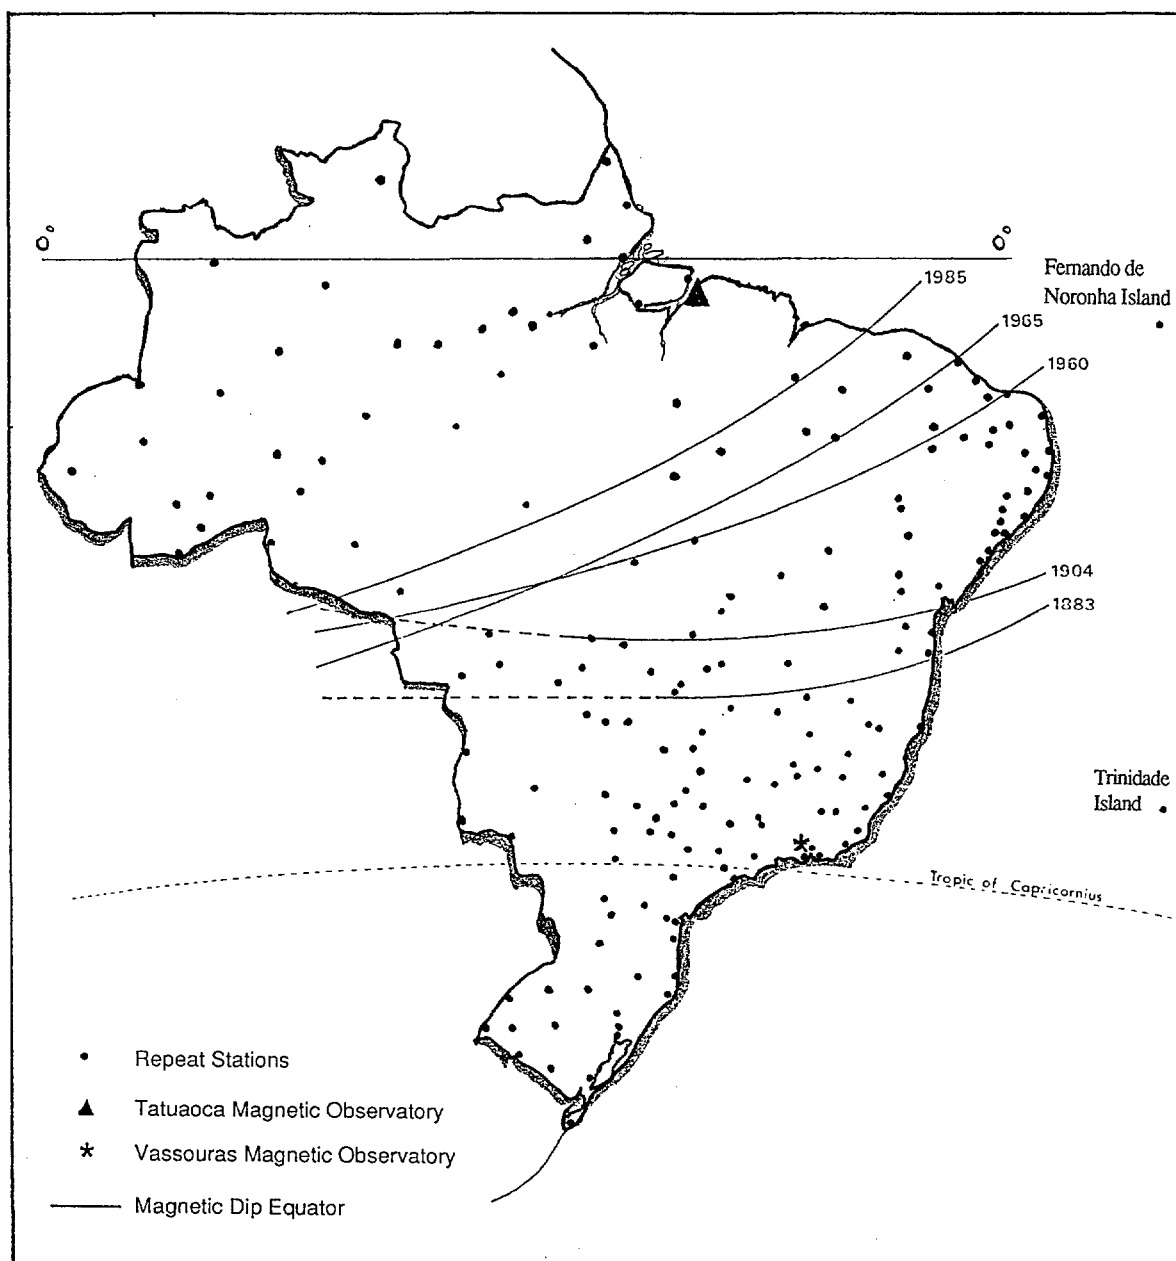 0°
0°
Fernando de
Noronha Island
1985
1965
1960
1904
1883
Trinidade
Island
Tropic of Capricornius
Repeat Stations
Tatuaoca Magnetic Observatory
Vassouras Magnetic Observatory
Magnetic Dip Equator